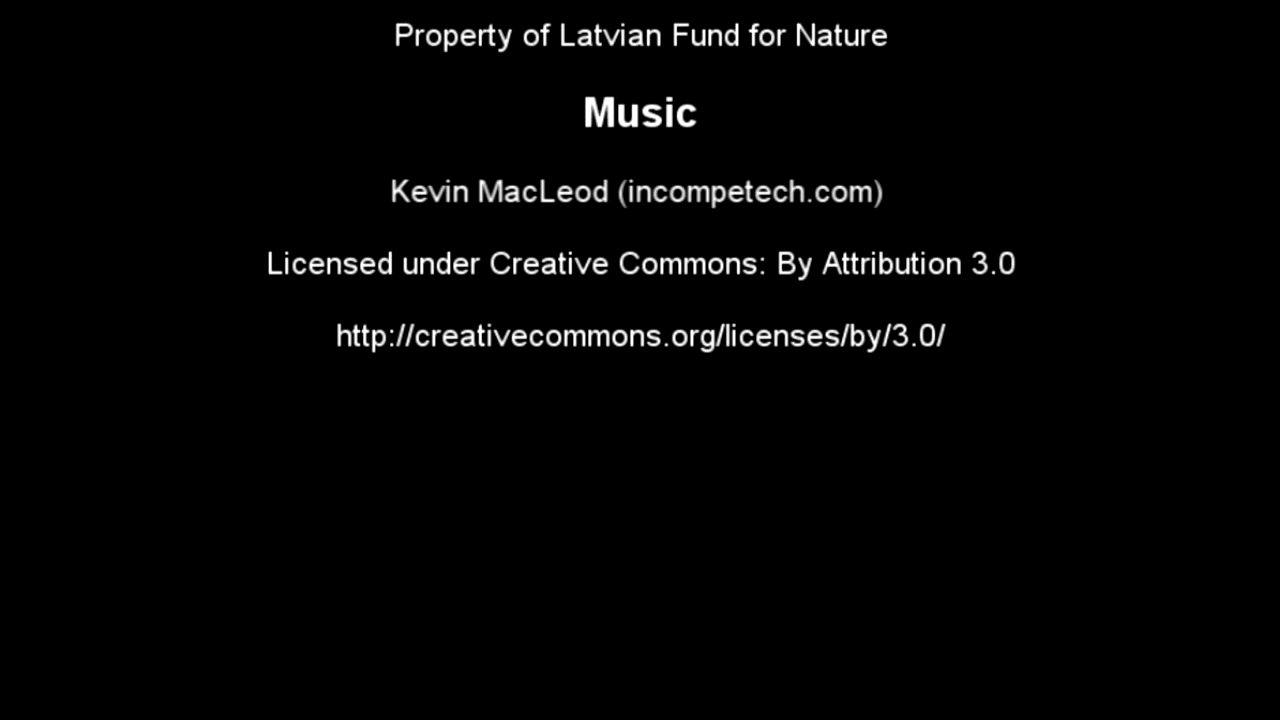 Property of Latvian Fund for Nature
Music
Kevin MacLeod (incompetech.com)
Licensed under Creative Commons: By Attribution 3.0
http://creativecommons.org/licenses/by/3.0/